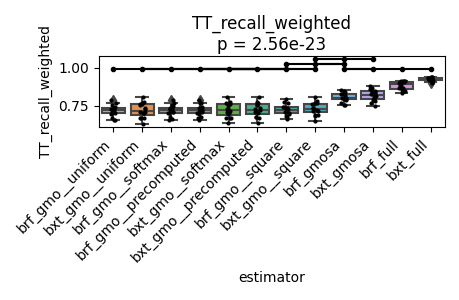 TT_recall_weighted
p = 2.56e-23
TT_recall_weighted
1.00
0.75
brf_gmo__uniform
bxt_gmo__uniform
brf_gmo__softmax
brf_gmo__precomputed
bxt_gmo__softmax
bxt_gmo__precomputed
brf_gmo__square
bxt_gmo__square
brf_gmosa
bxt_gmosa
brf_full
bxt_full
estimator